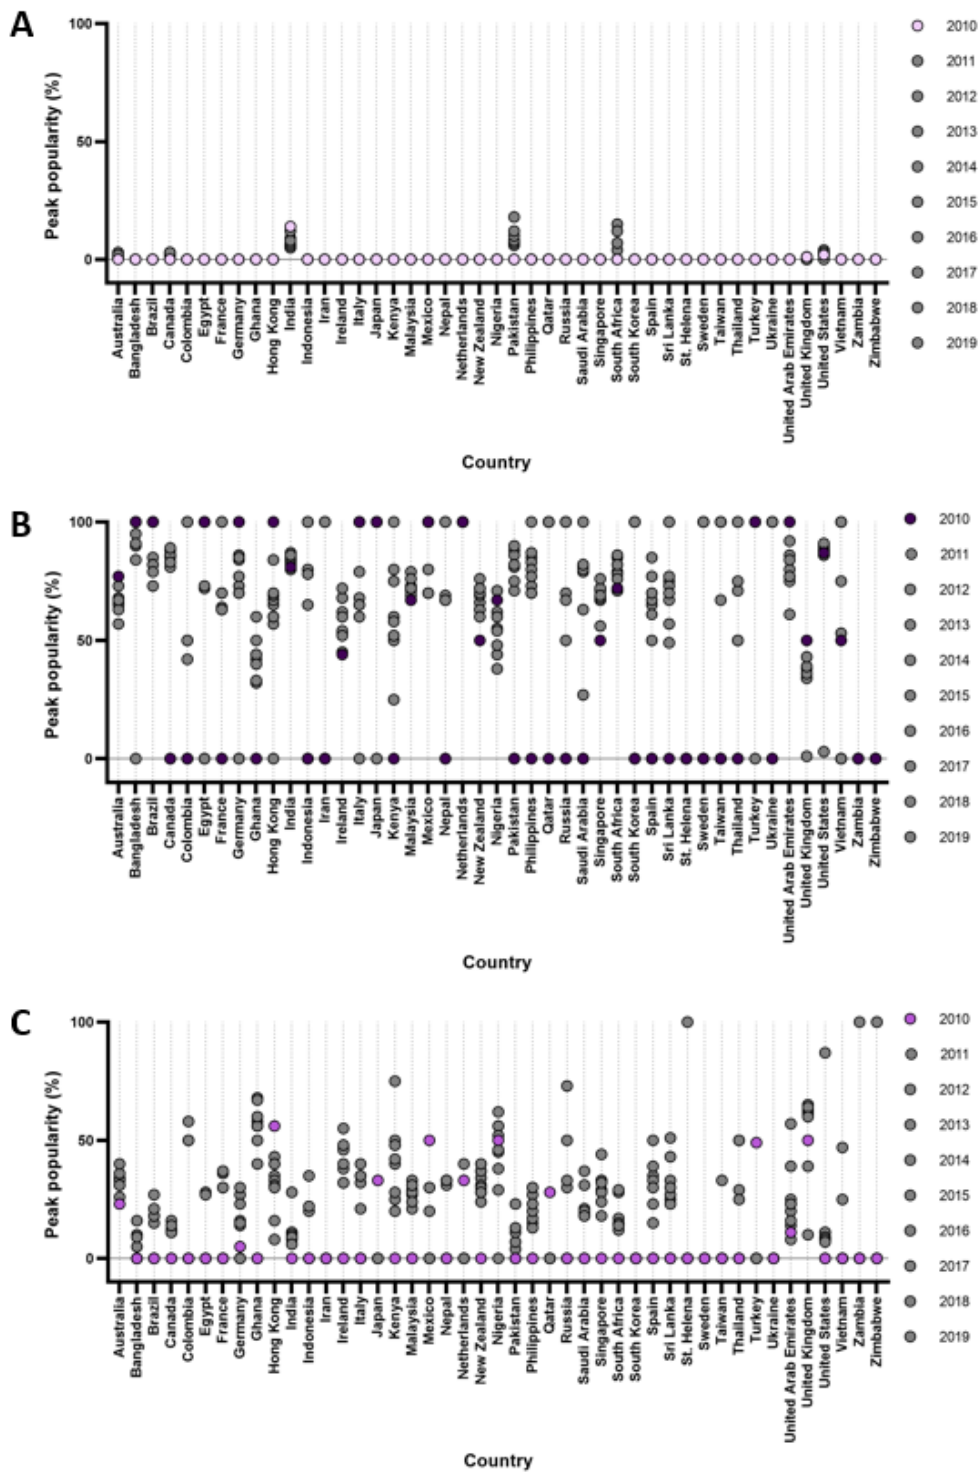 A
Peak popularity (%)
100
50
0
Australia
Bangladesh
Brazil
Canada
Colombia
Egypt
France
Germany
Ghana
Hong Kong
India
Indonesia
Iran
Ireland
Italy
Japan
Kenya
Malaysia
Mexico
Nepal
Netherlands
New Zealand
Nigeria
Pakistan
Philippines
Qatar
Russia
Saudi Arabia
Singapore
South Africa
South Korea
Spain
Sri Lanka
St. Helena
Sweden
Taiwan
Thailand
Turkey
Ukraine
United Arab Emirates
United Kingdom
United States
Vietnam
Zambia
Zimbabwe
Country
2010
2011
2012
2013
2014
2015
2016
2017
2018
2019
B
Peak popularity (%)
100
50
0
Australia
Bangladesh
Brazil
Canada
Colombia
Egypt
France
Germany
Ghana
Hong Kong
India
Indonesia
Iran
Ireland
Italy
Japan
Kenya
Malaysia
Mexico
Nepal
Netherlands
New Zealand
Nigeria
Pakistan
Philippines
Qatar
Russia
Saudi Arabia
Singapore
South Africa
South Korea
Spain
Sri Lanka
St. Helena
Sweden
Taiwan
Thailand
Turkey
Ukraine
United Arab Emirates
United Kingdom
United States
Vietnam
Zambia
Zimbabwe
Country
2010
2011
2012
2013
2014
2015
2016
2017
2018
2019
C
Peak popularity (%)
100
50
0
Australia
Bangladesh
Brazil
Canada
Colombia
Egypt
France
Germany
Ghana
Hong Kong
India
Indonesia
Iran
Ireland
Italy
Japan
Kenya
Malaysia
Mexico
Nepal
Netherlands
New Zealand
Nigeria
Pakistan
Philippines
Qatar
Russia
Saudi Arabia
Singapore
South Africa
South Korea
Spain
Sri Lanka
St. Helena
Sweden
Taiwan
Thailand
Turkey
Ukraine
United Arab Emirates
United Kingdom
United States
Vietnam
Zambia
Zimbabwe
Country
2010
2011
2012
2013
2014
2015
2016
2017
2018
2019